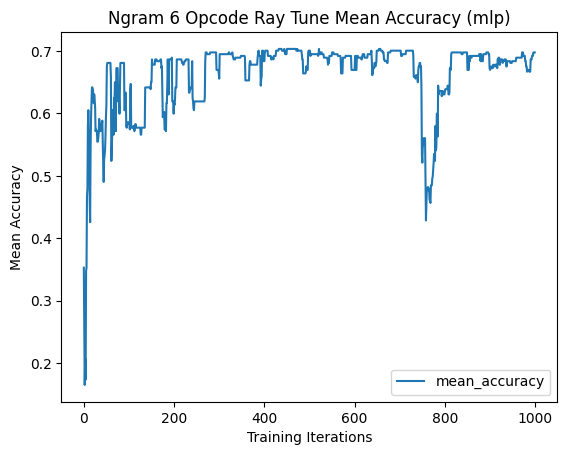 Ngram 6 Opcode Ray Tune Mean Accuracy (mlp)
Mean Accuracy
0.7
0.6
0.5
0.4
0.3
0.2
mean_accuracy
0 200 400 600 800 1000
Training Iterations